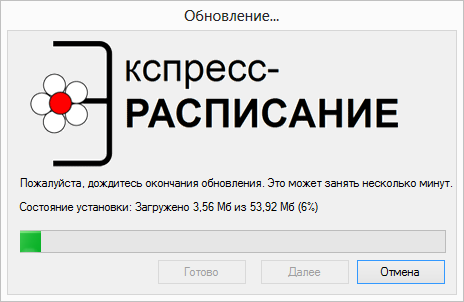 Обновление...
Экспресс-
РАСПИСАНИЕ
Пожалуйста, дождитесь окончания обновления. Это может занять несколько минут.
Состояние установки: Загружено 3,56 Мб из 53,92 Мб (6%)
Готово Далее Отмена